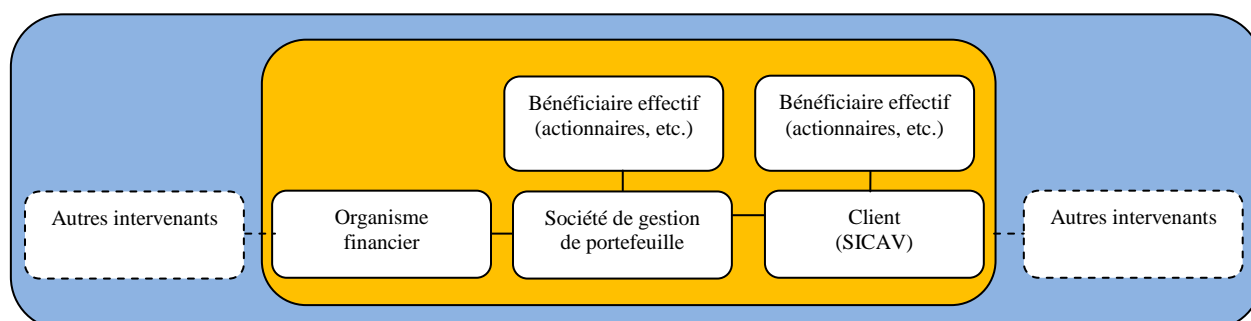 Bénéficiaire effectif
(actionnaires, etc.)
Bénéficiaire effectif
(actionnaires, etc.)
Autres intervenants
Organisme
financier
Société de gestion
de portefeuille
Client
(SICAV)
Autres intervenants